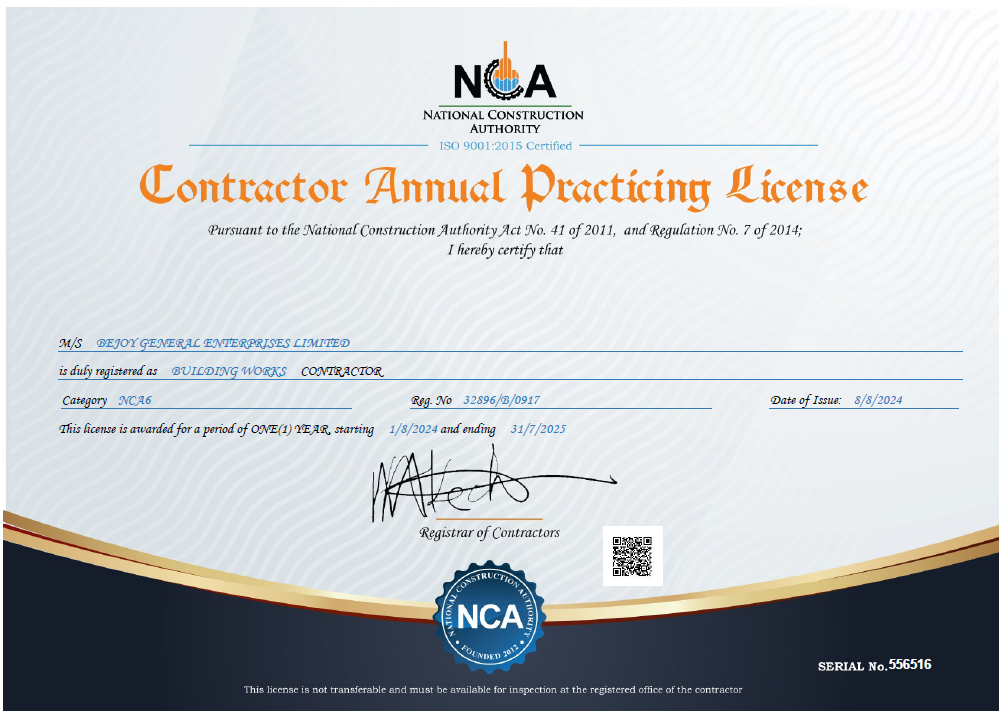 NCA
NATIONAL CONSTRUCTION
AUTHORITY
ISO 9001:2015 Certified
Contractor Annual Practicing License
Pursuant to the National Construction Authority Act No. 41 of 2011, and Regulation No. 7 of 2014;
I hereby certify that
M/S BEJOY GENERAL ENTERPRISES LIMITED
is duly registered as BUILDING WORKS CONTRACTOR
Category NCA6 Reg. No 32896/B/0917 Date of Issue: 8/8/2024
This license is awarded for a period of ONE(1) YEAR, starting 1/8/2024 and ending 31/7/2025
Registrar of Contractors
NATIONAL CONSTRUCTION AUTHORITY
NCA
• FOUNDED 2012 •
SERIAL No. 556516
This license is not transferable and must be available for inspection at the registered office of the contractor